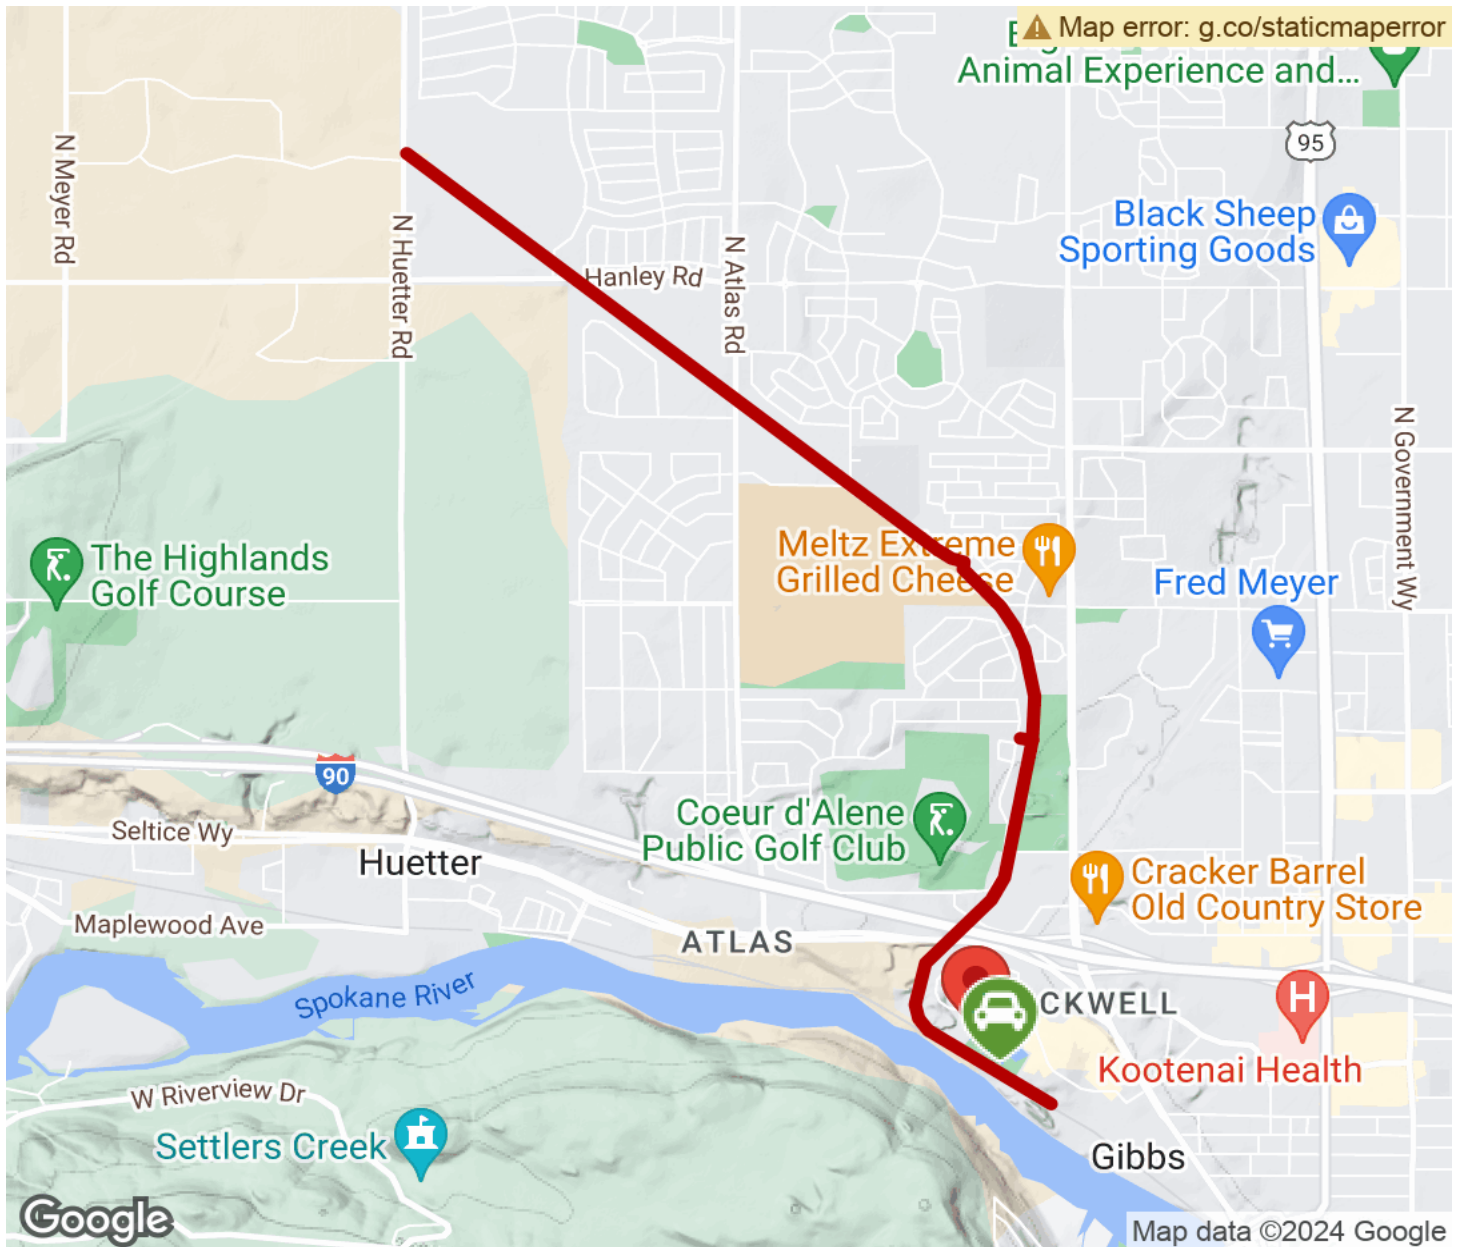 Map error: g.co/staticmaperror
Animal Experience and...
95
N Meyer Rd
Black Sheep
Sporting Goods
N Huetter Rd
N Atlas Rd
Hanley Rd
N Government Wy
Meltz Extreme
Grilled Cheese
The Highlands
Golf Course
Fred Meyer
90
Coeur d'Alene
Public Golf Club
Seltice Wy
Huetter
Cracker Barrel
Old Country Store
Maplewood Ave
ATLAS
Spokane River
CKWELL
H
Kootenai Health
W Riverview Dr
Settlers Creek
Gibbs
Google
Map data ©2024 Google